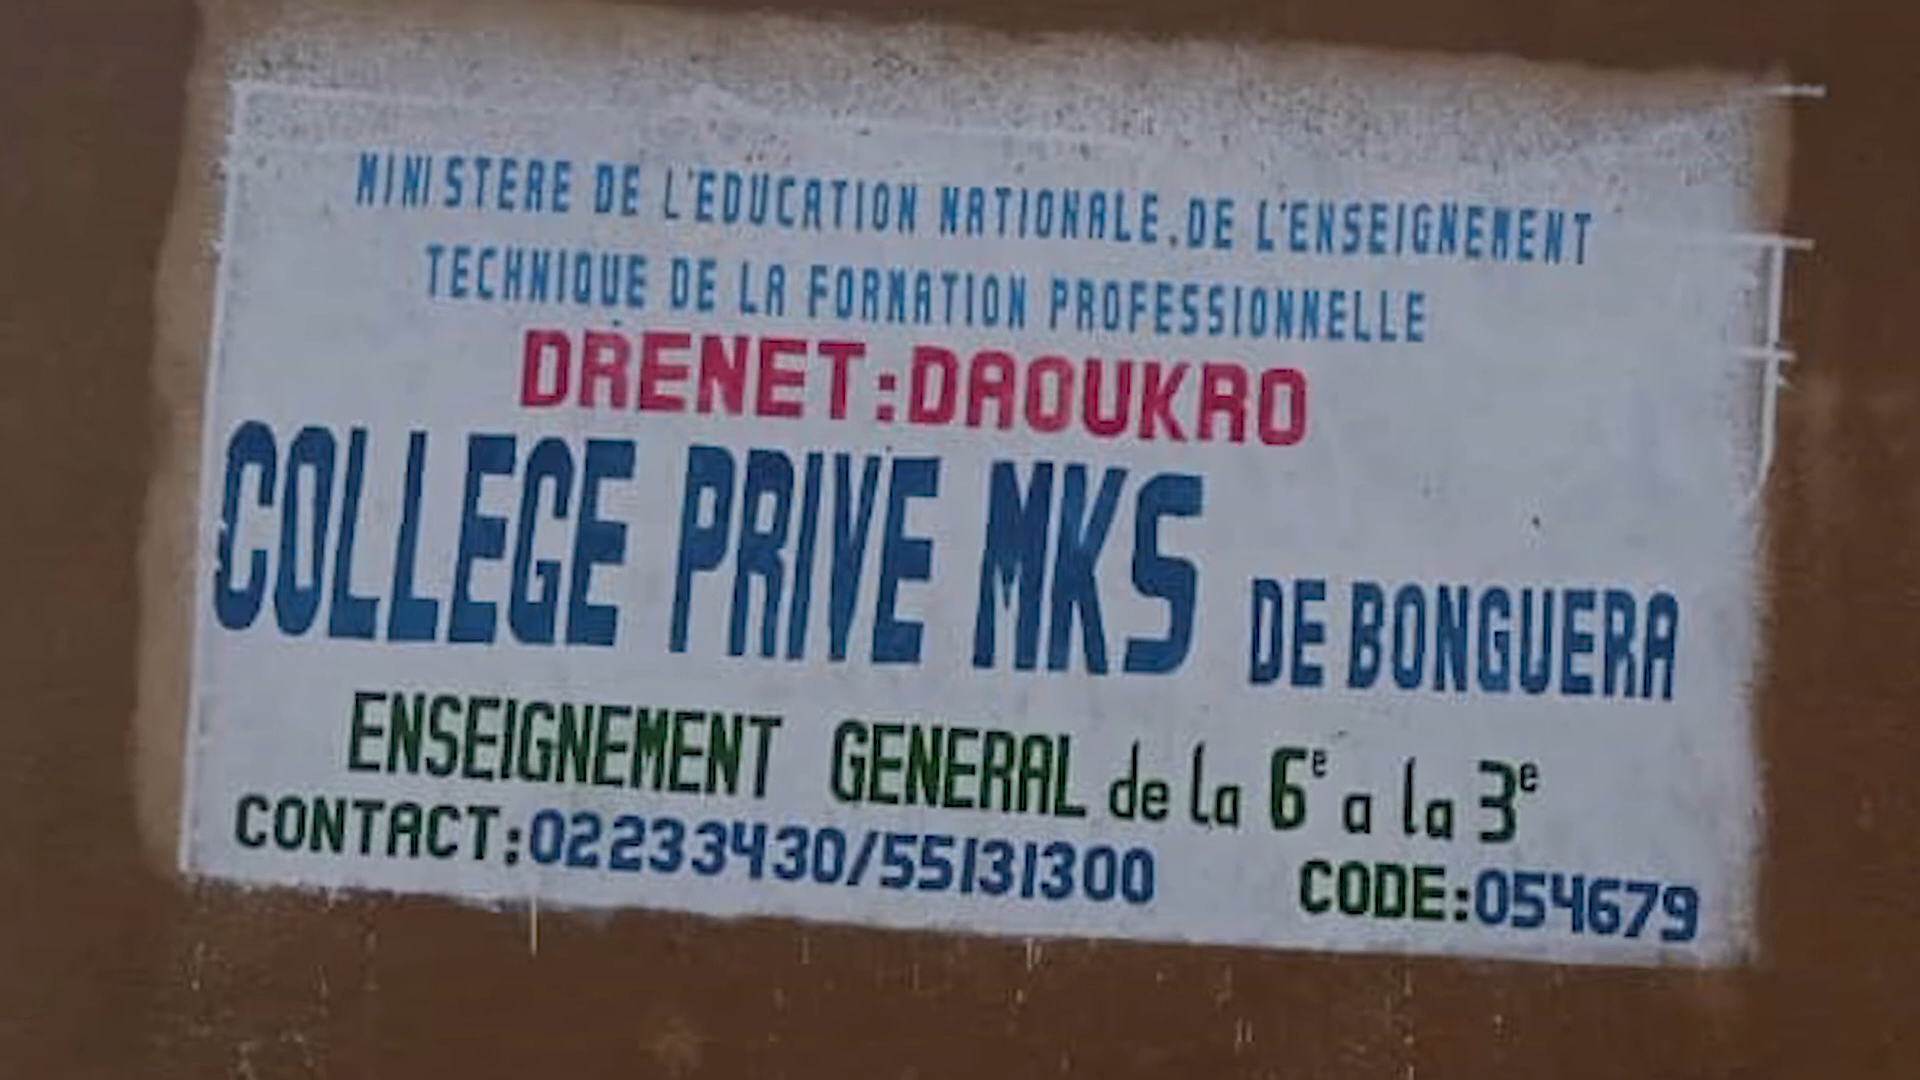 MINISTERE DE L'EDUCATION NATIONALE.DE L'ENSEIGNEMENT
TECHNIQUE DE LA FORMATION PROFESSIONNELLE
DRENET:DAOUKRO
COLLEGE PRIVE MKS DE BONGUERA
ENSEIGNEMENT GENERAL de la 6e a la 3e
CONTACT:02233430/55131300 CODE:054679